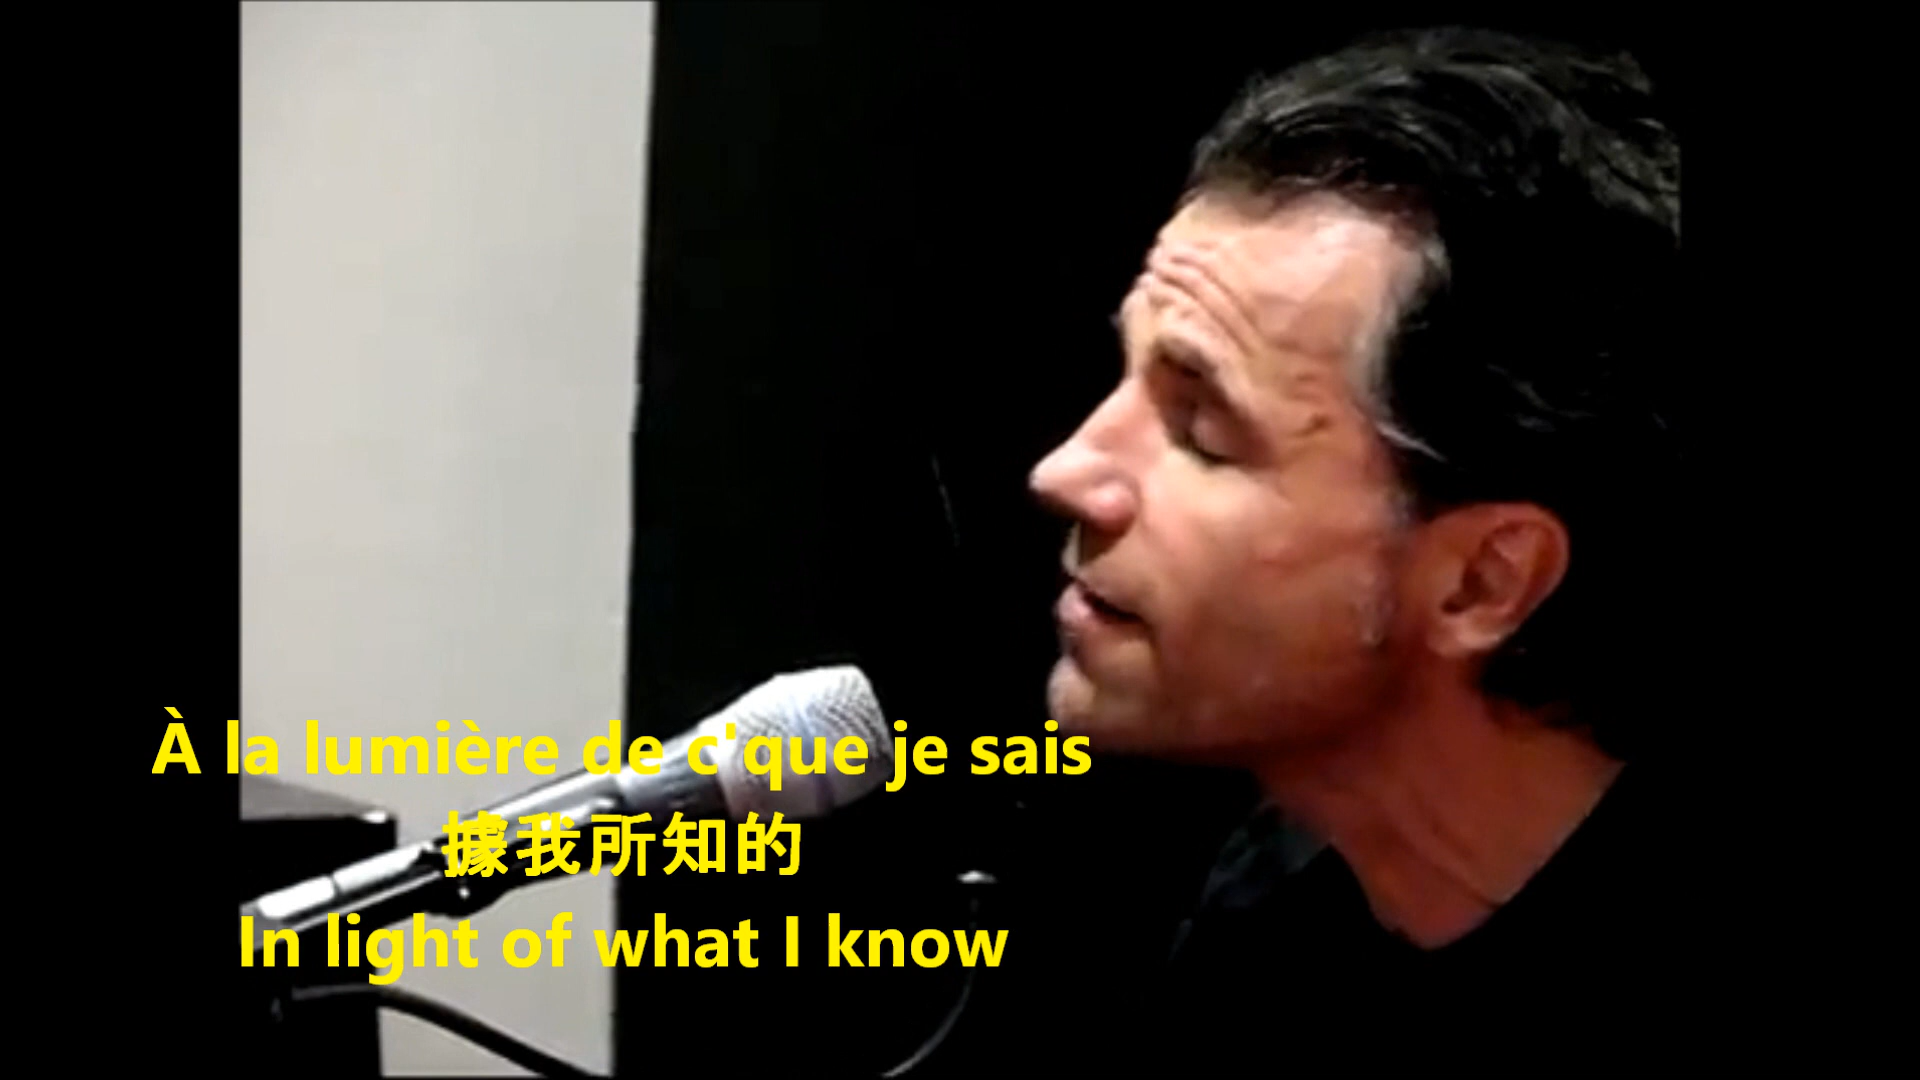 À la lumière de c'que je sais
據我所知的
In light of what I know